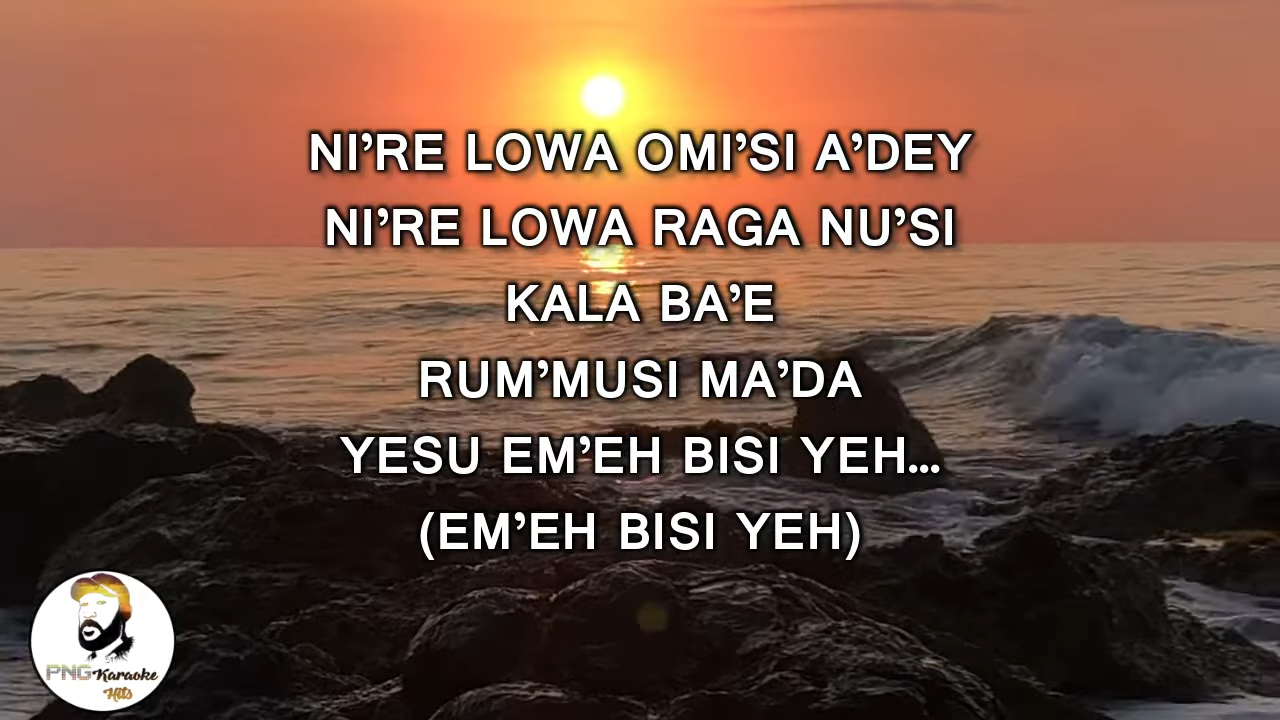 NI’RE LOWA OMI’SI A’DEY
NI’RE LOWA RAGA NU’SI
KALA BA’E
RUM’MUSI MA’DA
YESU EM’EH BISI YEH...
(EM’EH BISI YEH)
PNG Karaoke
Hits